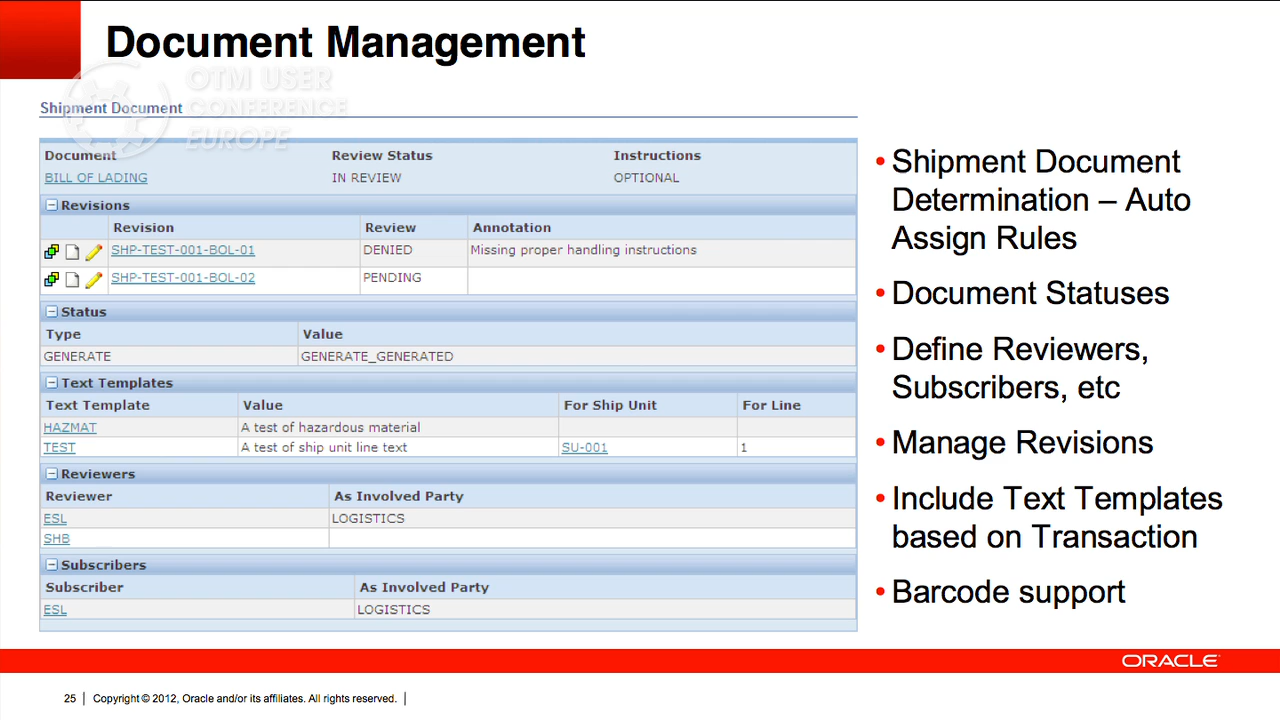 Document Management
OTM USER
CONFERENCE
EUROPE
Shipment Document
Document Review Status Instructions
BILL OF LADING IN REVIEW OPTIONAL
Revisions
Revision Review Annotation
SHP-TEST-001-BOL-01 DENIED Missing proper handling instructions
SHP-TEST-001-BOL-02 PENDING
Status
Type Value
GENERATE GENERATE_GENERATED
Text Templates
Text Template Value For Ship Unit For Line
HAZMAT A test of hazardous material
TEST A test of ship unit line text SU-001 1
Reviewers
Reviewer As Involved Party
ESL LOGISTICS
SHB
Subscribers
Subscriber As Involved Party
ESL LOGISTICS
• Shipment Document
Determination – Auto
Assign Rules
• Document Statuses
• Define Reviewers,
Subscribers, etc
• Manage Revisions
• Include Text Templates
based on Transaction
• Barcode support
ORACLE
25 | Copyright © 2012, Oracle and/or its affiliates. All rights reserved. |